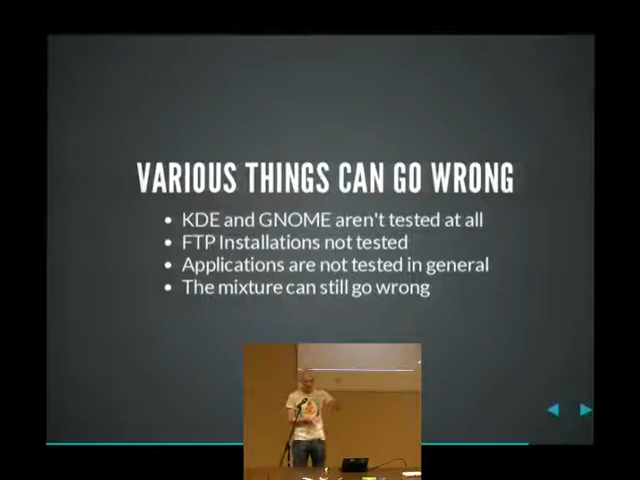 VARIOUS THINGS CAN GO WRONG
KDE and GNOME aren't tested at all
FTP Installations not tested
Applications are not tested in general
The mixture can still go wrong